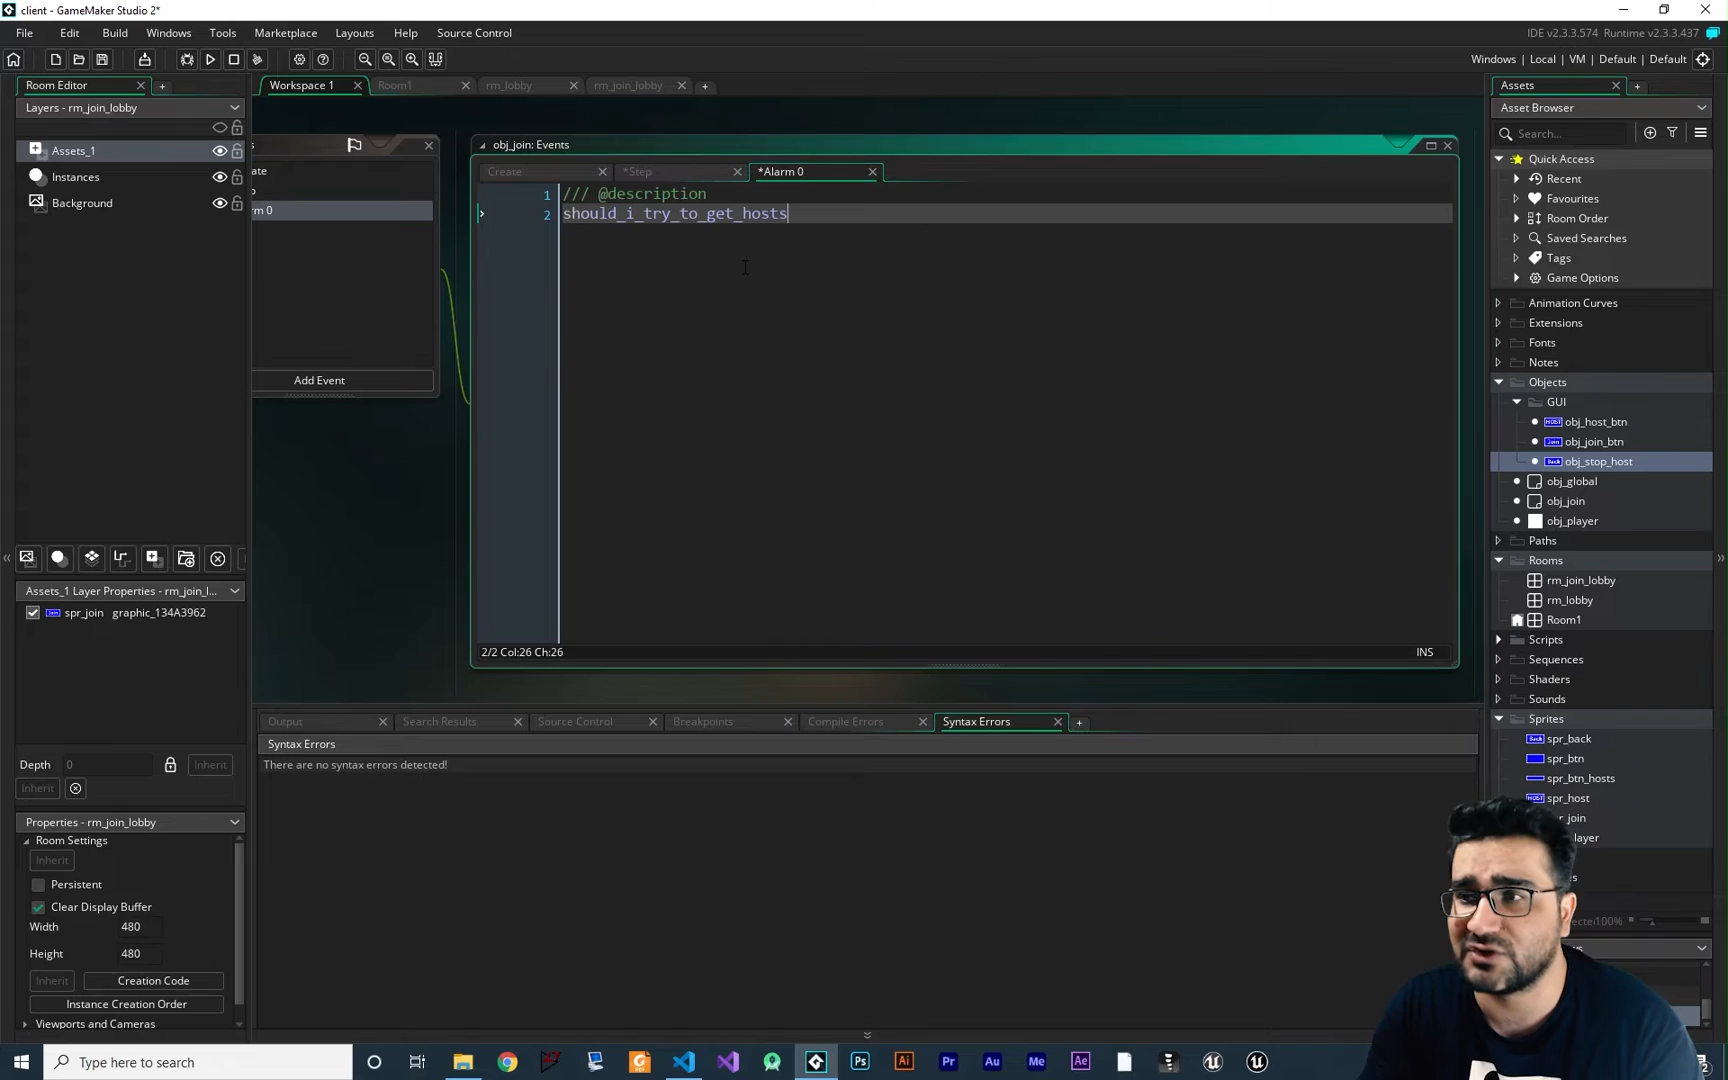 client - GameMaker Studio 2*
File Edit Build Windows Tools Marketplace Layouts Help Source Control
IDE v2.3.3.574 Runtime v2.3.3.437
Windows | Local | VM | Default | Default
Room Editor
Workspace 1
Room1
rm_lobby
rm_join_lobby
Layers - rm_join_lobby
Assets_1
Instances
Background
Add Event
obj_join: Events
Create
*Step
*Alarm 0
1 /// @description
2 should_i_try_to_get_hosts
2/2 Col:26 Ch:26
INS
Assets_1 Layer Properties - rm_join_l...
spr_join graphic_134A3962
Depth 0 Inherit
Inherit
Properties - rm_join_lobby
Room Settings
Inherit
Persistent
Clear Display Buffer
Width 480
Height 480
Inherit Creation Code
Instance Creation Order
Viewports and Cameras
Output
Search Results
Source Control
Breakpoints
Compile Errors
Syntax Errors
Syntax Errors
There are no syntax errors detected!
Assets
Asset Browser
Search...
Quick Access
Recent
Favourites
Room Order
Saved Searches
Tags
Game Options
Animation Curves
Extensions
Fonts
Notes
Objects
GUI
obj_host_btn
obj_join_btn
obj_stop_host
obj_global
obj_join
obj_player
Paths
Rooms
rm_join_lobby
rm_lobby
Room1
Scripts
Sequences
Shaders
Sounds
Sprites
spr_back
spr_btn
spr_btn_hosts
spr_host
100%
Type here to search